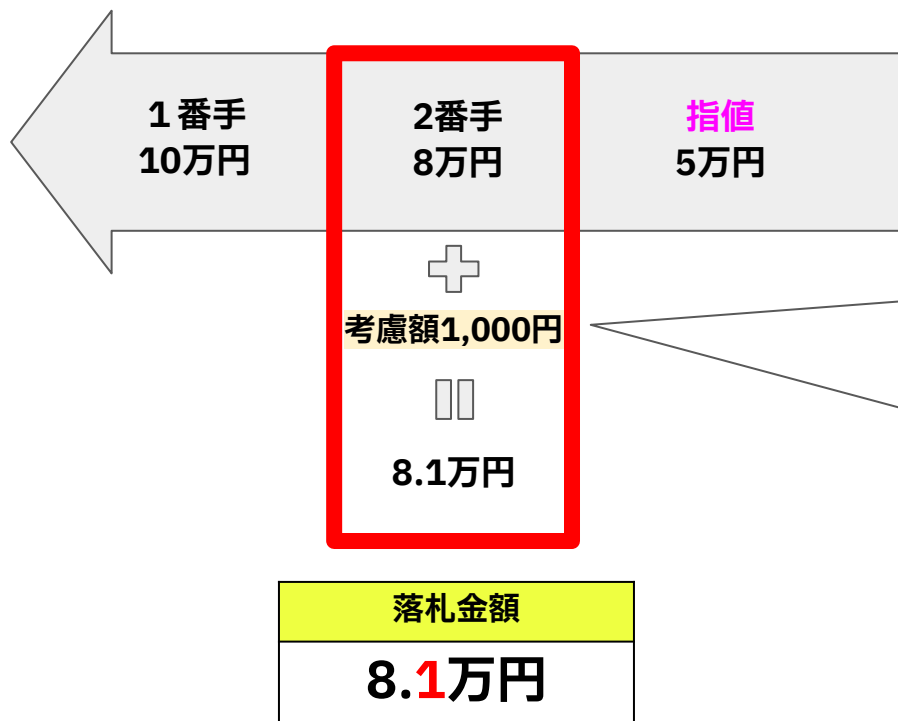 1番手
10万円
2番手
8万円
指値
5万円
考慮額1,000円
8.1万円
落札金額
8.1万円